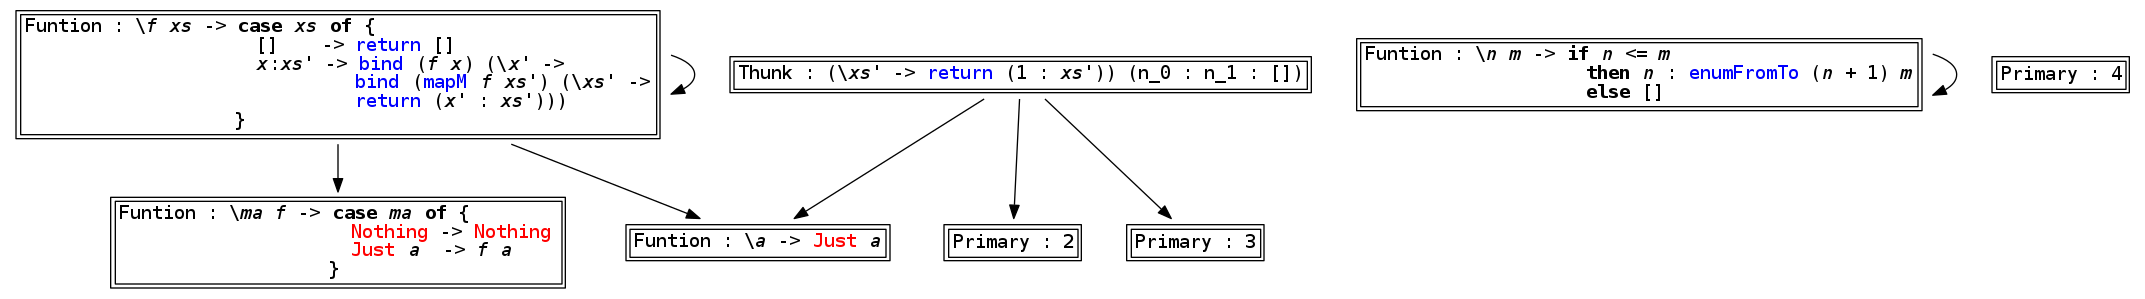 Funtion : \f xs -> case xs of {
[] -> return []
x:xs' -> bind (f x) (\x' ->
bind (mapM f xs') (\xs' ->
return (x' : xs')))
}
Thunk : (\xs' -> return (1 : xs')) (n_0 : n_1 : [])
Funtion : \n m -> if n <= m
then n : enumFromTo (n + 1) m
else []
Primary : 4
Funtion : \ma f -> case ma of {
Nothing -> Nothing
Just a -> f a
}
Funtion : \a -> Just a
Primary : 2
Primary : 3